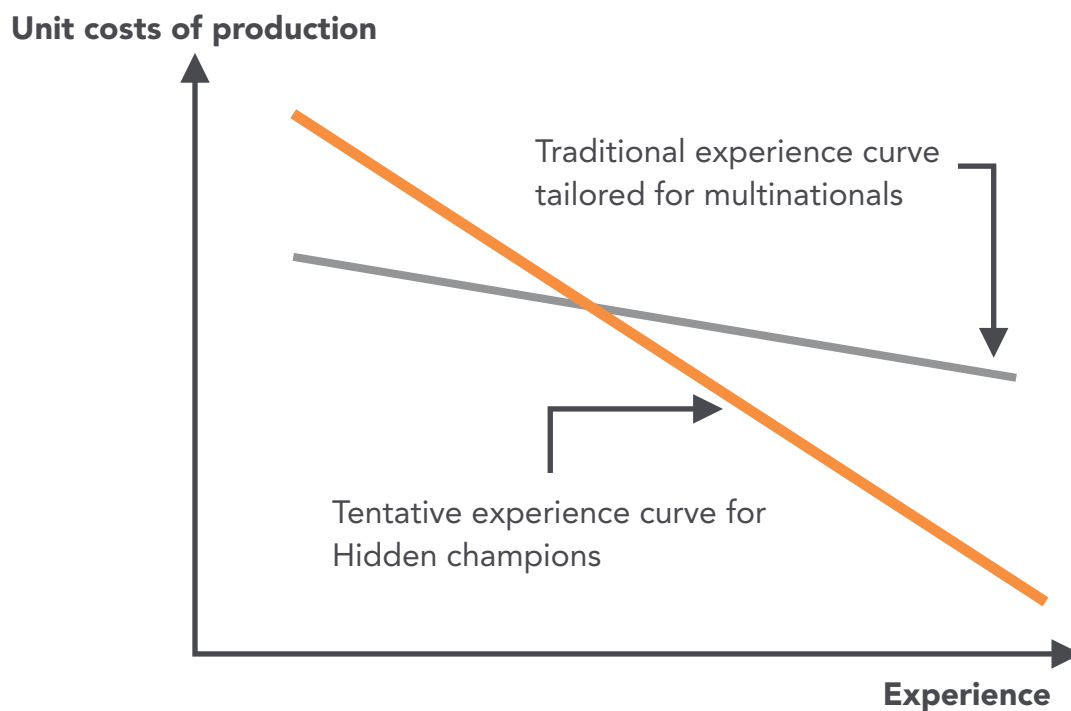 Unit costs of production
Traditional experience curve
tailored for multinationals
Tentative experience curve for
Hidden champions
Experience